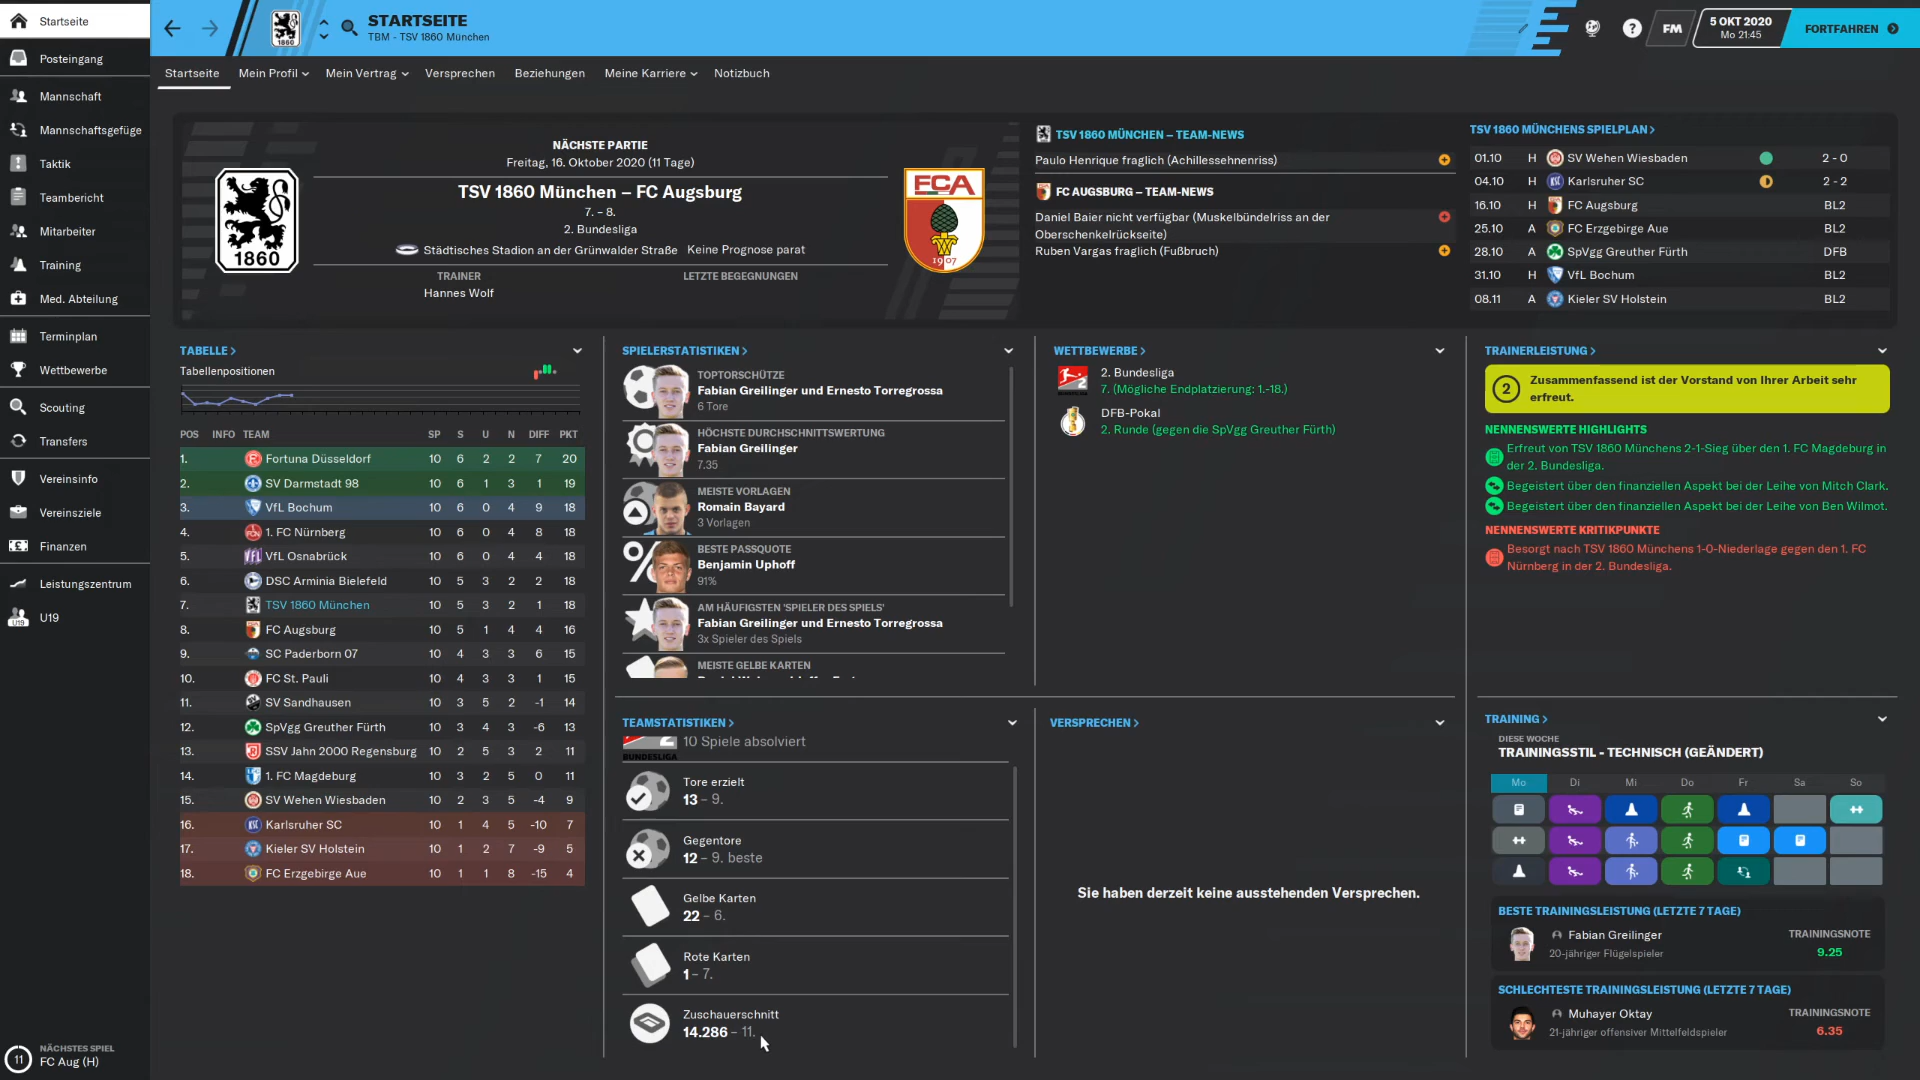 Startseite
Posteingang
Mannschaft
Mannschaftsgefüge
Taktik
Teambericht
Mitarbeiter
Training
Med. Abteilung
Terminplan
Wettbewerbe
Scouting
Transfers
Vereinsinfo
Vereinsziele
Finanzen
Leistungszentrum
U19
11
NÄCHSTES SPIEL
FC Aug (H)
STARTSEITE
TBM - TSV 1860 München
FM
5 OKT 2020
Mo 21:45
FORTFAHREN
Startseite Mein Profil Mein Vertrag Versprechen Beziehungen Meine Karriere Notizbuch
NÄCHSTE PARTIE
Freitag, 16. Oktober 2020 (11 Tage)
TSV 1860 München – FC Augsburg
7. – 8.
2. Bundesliga
Städtisches Stadion an der Grünwalder Straße Keine Prognose parat
TRAINER
Hannes Wolf
LETZTE BEGEGNUNGEN
1860
FCA
1907
TSV 1860 MÜNCHEN – TEAM-NEWS
Paulo Henrique fraglich (Achillessehnenriss)
FC AUGSBURG – TEAM-NEWS
Daniel Baier nicht verfügbar (Muskelbündelriss an der
Oberschenkelrückseite)
Ruben Vargas fraglich (Fußbruch)
TSV 1860 MÜNCHENS SPIELPLAN >
01.10 H SV Wehen Wiesbaden 2 - 0
04.10 H Karlsruher SC 2 - 2
16.10 H FC Augsburg BL2
25.10 A FC Erzgebirge Aue BL2
28.10 A SpVgg Greuther Fürth DFB
31.10 H VfL Bochum BL2
08.11 A Kieler SV Holstein BL2
TABELLE >
Tabellenpositionen
POS INFO TEAM SP S U N DIFF PKT
1. Fortuna Düsseldorf 10 6 2 2 7 20
2. SV Darmstadt 98 10 6 1 3 1 19
3. VfL Bochum 10 6 0 4 9 18
4. 1. FC Nürnberg 10 6 0 4 8 18
5. VfL Osnabrück 10 6 0 4 4 18
6. DSC Arminia Bielefeld 10 5 3 2 2 18
7. TSV 1860 München 10 5 3 2 1 18
8. FC Augsburg 10 5 1 4 4 16
9. SC Paderborn 07 10 4 3 3 6 15
10. FC St. Pauli 10 4 3 3 1 15
11. SV Sandhausen 10 3 5 2 -1 14
12. SpVgg Greuther Fürth 10 3 4 3 -6 13
13. SSV Jahn 2000 Regensburg 10 2 5 3 2 11
14. 1. FC Magdeburg 10 3 2 5 0 11
15. SV Wehen Wiesbaden 10 2 3 5 -4 9
16. Karlsruher SC 10 1 4 5 -10 7
17. Kieler SV Holstein 10 1 2 7 -9 5
18. FC Erzgebirge Aue 10 1 1 8 -15 4
SPIELERSTATISTIKEN >
TOPTORSCHÜTZE
Fabian Greilinger und Ernesto Torregrossa
6 Tore
HÖCHSTE DURCHSCHNITTSWERTUNG
Fabian Greilinger
7.35
MEISTE VORLAGEN
Romain Bayard
3 Vorlagen
BESTE PASSQUOTE
Benjamin Uphoff
91%
AM HÄUFIGSTEN 'SPIELER DES SPIELS'
Fabian Greilinger und Ernesto Torregrossa
3x Spieler des Spiels
MEISTE GELBE KARTEN
TEAMSTATISTIKEN >
10 Spiele absolviert
Tore erzielt
13 – 9.
Gegentore
12 – 9. beste
Gelbe Karten
22 – 6.
Rote Karten
1 – 7.
Zuschauerschnitt
14.286 – 11.
WETTBEWERBE >
2. Bundesliga
7. (Mögliche Endplatzierung: 1.-18.)
DFB-Pokal
2. Runde (gegen die SpVgg Greuther Fürth)
VERSPRECHEN >
Sie haben derzeit keine ausstehenden Versprechen.
TRAINERLEISTUNG >
2
Zusammenfassend ist der Vorstand von Ihrer Arbeit sehr
erfreut.
NENNENSWERTE HIGHLIGHTS
Erfreut von TSV 1860 Münchens 2-1-Sieg über den 1. FC Magdeburg in
der 2. Bundesliga.
Begeistert über den finanziellen Aspekt bei der Leihe von Mitch Clark.
Begeistert über den finanziellen Aspekt bei der Leihe von Ben Wilmot.
NENNENSWERTE KRITIKPUNKTE
Besorgt nach TSV 1860 Münchens 1-0-Niederlage gegen den 1. FC
Nürnberg in der 2. Bundesliga.
TRAINING >
DIESE WOCHE
TRAININGSSTIL - TECHNISCH (GEÄNDERT)
Mo Di Mi Do Fr Sa So
BESTE TRAININGSLEISTUNG (LETZTE 7 TAGE)
Fabian Greilinger
20-jähriger Flügelspieler
TRAININGSNOTE
9.25
SCHLECHTESTE TRAININGSLEISTUNG (LETZTE 7 TAGE)
Muhayer Oktay
21-jähriger offensiver Mittelfeldspieler
TRAININGSNOTE
6.35